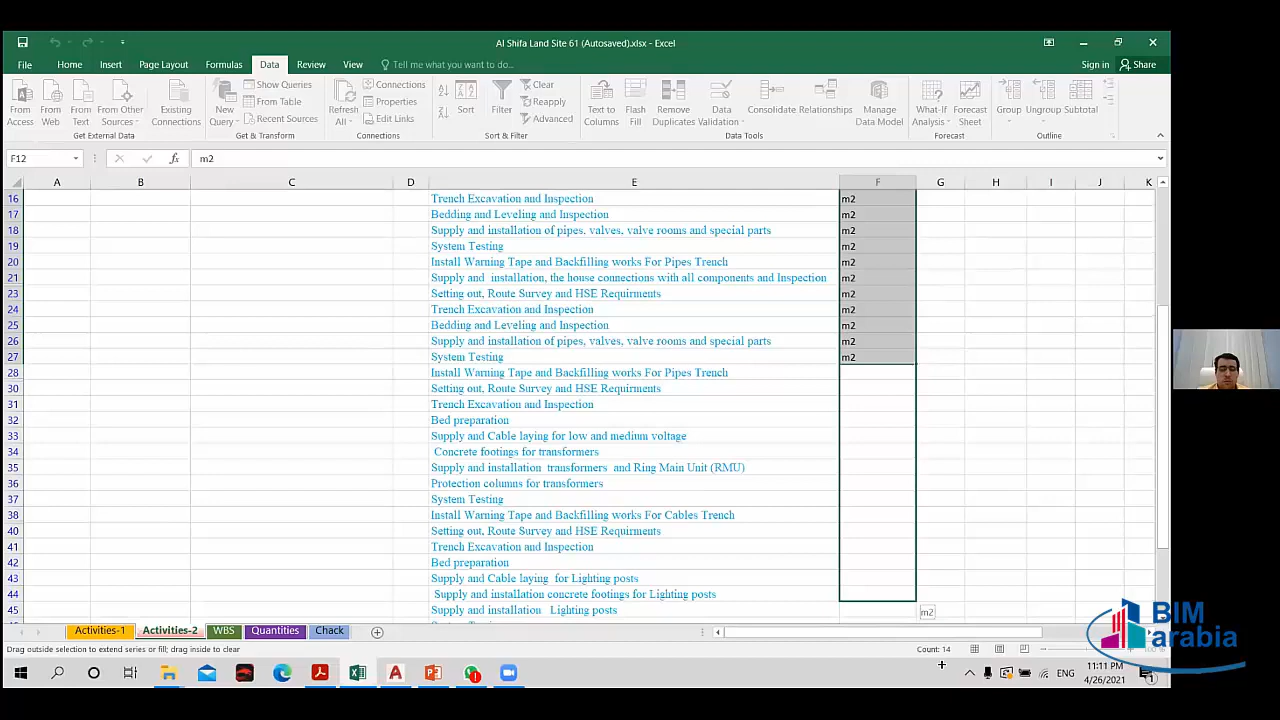 Al Shifa Land Site 61 (Autosaved).xlsx - Excel
File Home Insert Page Layout Formulas Data Review View Tell me what you want to do... Sign in Share
From Access
From Web
From Text
From Other Sources
Existing Connections
Get External Data
New Query
Show Queries
From Table
Recent Sources
Get & Transform
Refresh All
Connections
Properties
Edit Links
Connections
Sort
Filter
Clear
Reapply
Advanced
Sort & Filter
Text to Columns
Flash Fill
Remove Duplicates
Data Validation
Consolidate
Relationships
Manage Data Model
Data Tools
What-If Analysis
Forecast Sheet
Forecast
Group
Ungroup
Subtotal
Outline
F12 fx m2
A B C D E F G H I J K
16 Trench Excavation and Inspection m2
17 Bedding and Leveling and Inspection m2
18 Supply and installation of pipes, valves, valve rooms and special parts m2
19 System Testing m2
20 Install Warning Tape and Backfilling works For Pipes Trench m2
21 Supply and installation, the house connections with all components and Inspection m2
23 Setting out, Route Survey and HSE Requirments m2
24 Trench Excavation and Inspection m2
25 Bedding and Leveling and Inspection m2
26 Supply and installation of pipes, valves, valve rooms and special parts m2
27 System Testing m2
28 Install Warning Tape and Backfilling works For Pipes Trench
30 Setting out, Route Survey and HSE Requirments
31 Trench Excavation and Inspection
32 Bed preparation
33 Supply and Cable laying for low and medium voltage
34 Concrete footings for transformers
35 Supply and installation transformers and Ring Main Unit (RMU)
36 Protection columns for transformers
37 System Testing
38 Install Warning Tape and Backfilling works For Cables Trench
40 Setting out, Route Survey and HSE Requirments
41 Trench Excavation and Inspection
42 Bed preparation
43 Supply and Cable laying for Lighting posts
44 Supply and installation concrete footings for Lighting posts
45 Supply and installation Lighting posts
m2
Activities-1 Activities-2 WBS Quantities Chack
Drag outside selection to extend series or fill; drag inside to clear
Count: 14
BIM
arabia
ENG
11:11 PM
4/26/2021